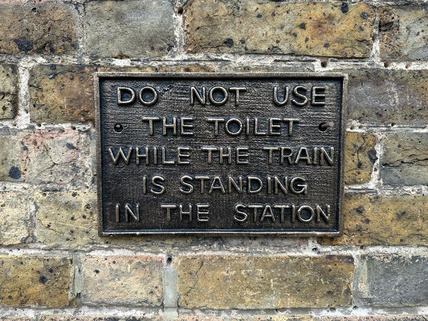 DO NOT USE
THE TOILET
WHILE THE TRAIN
IS STANDING
IN THE STATION